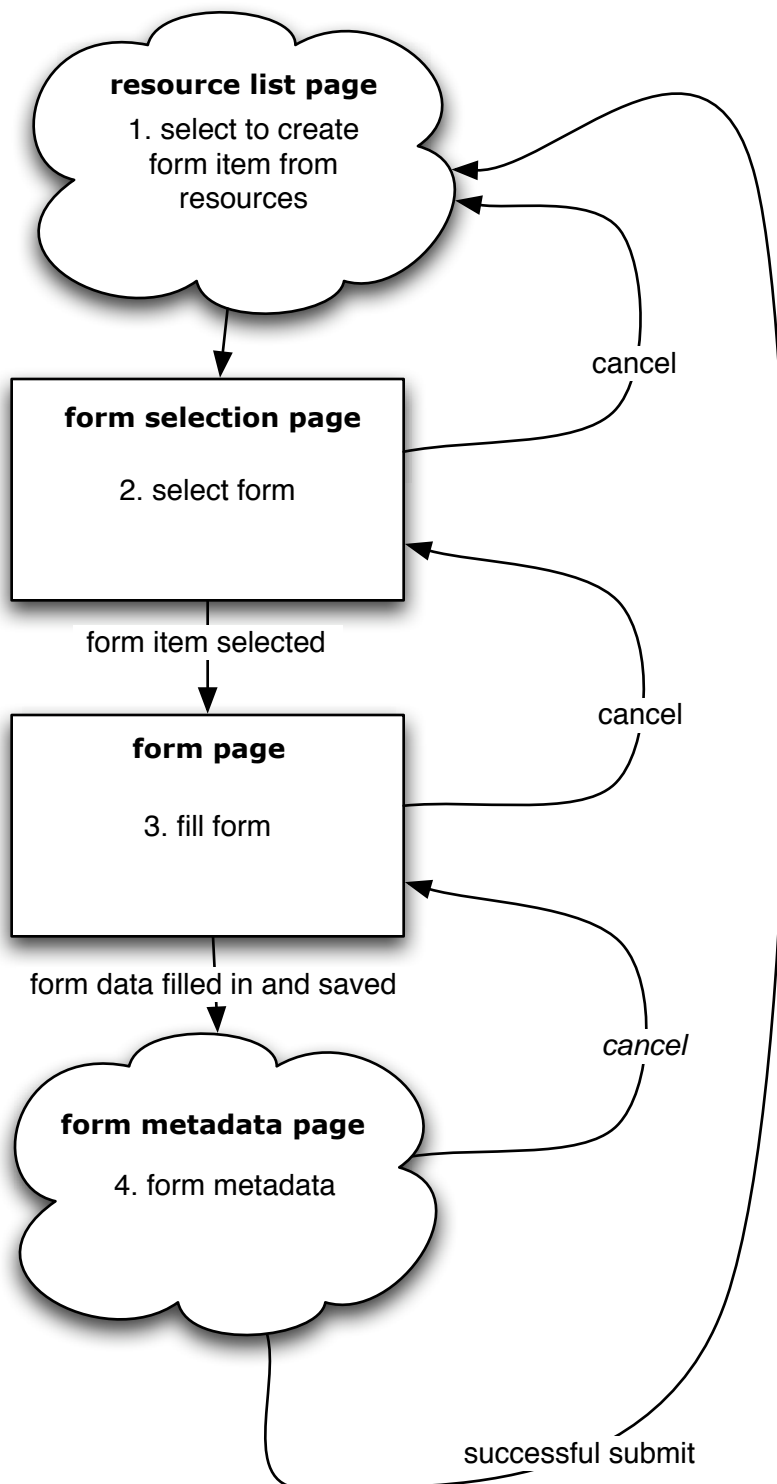 resource list page
1. select to create
form item from
resources
cancel
form selection page
2. select form
form item selected
cancel
form page
3. fill form
form data filled in and saved
cancel
form metadata page
4. form metadata
successful submit